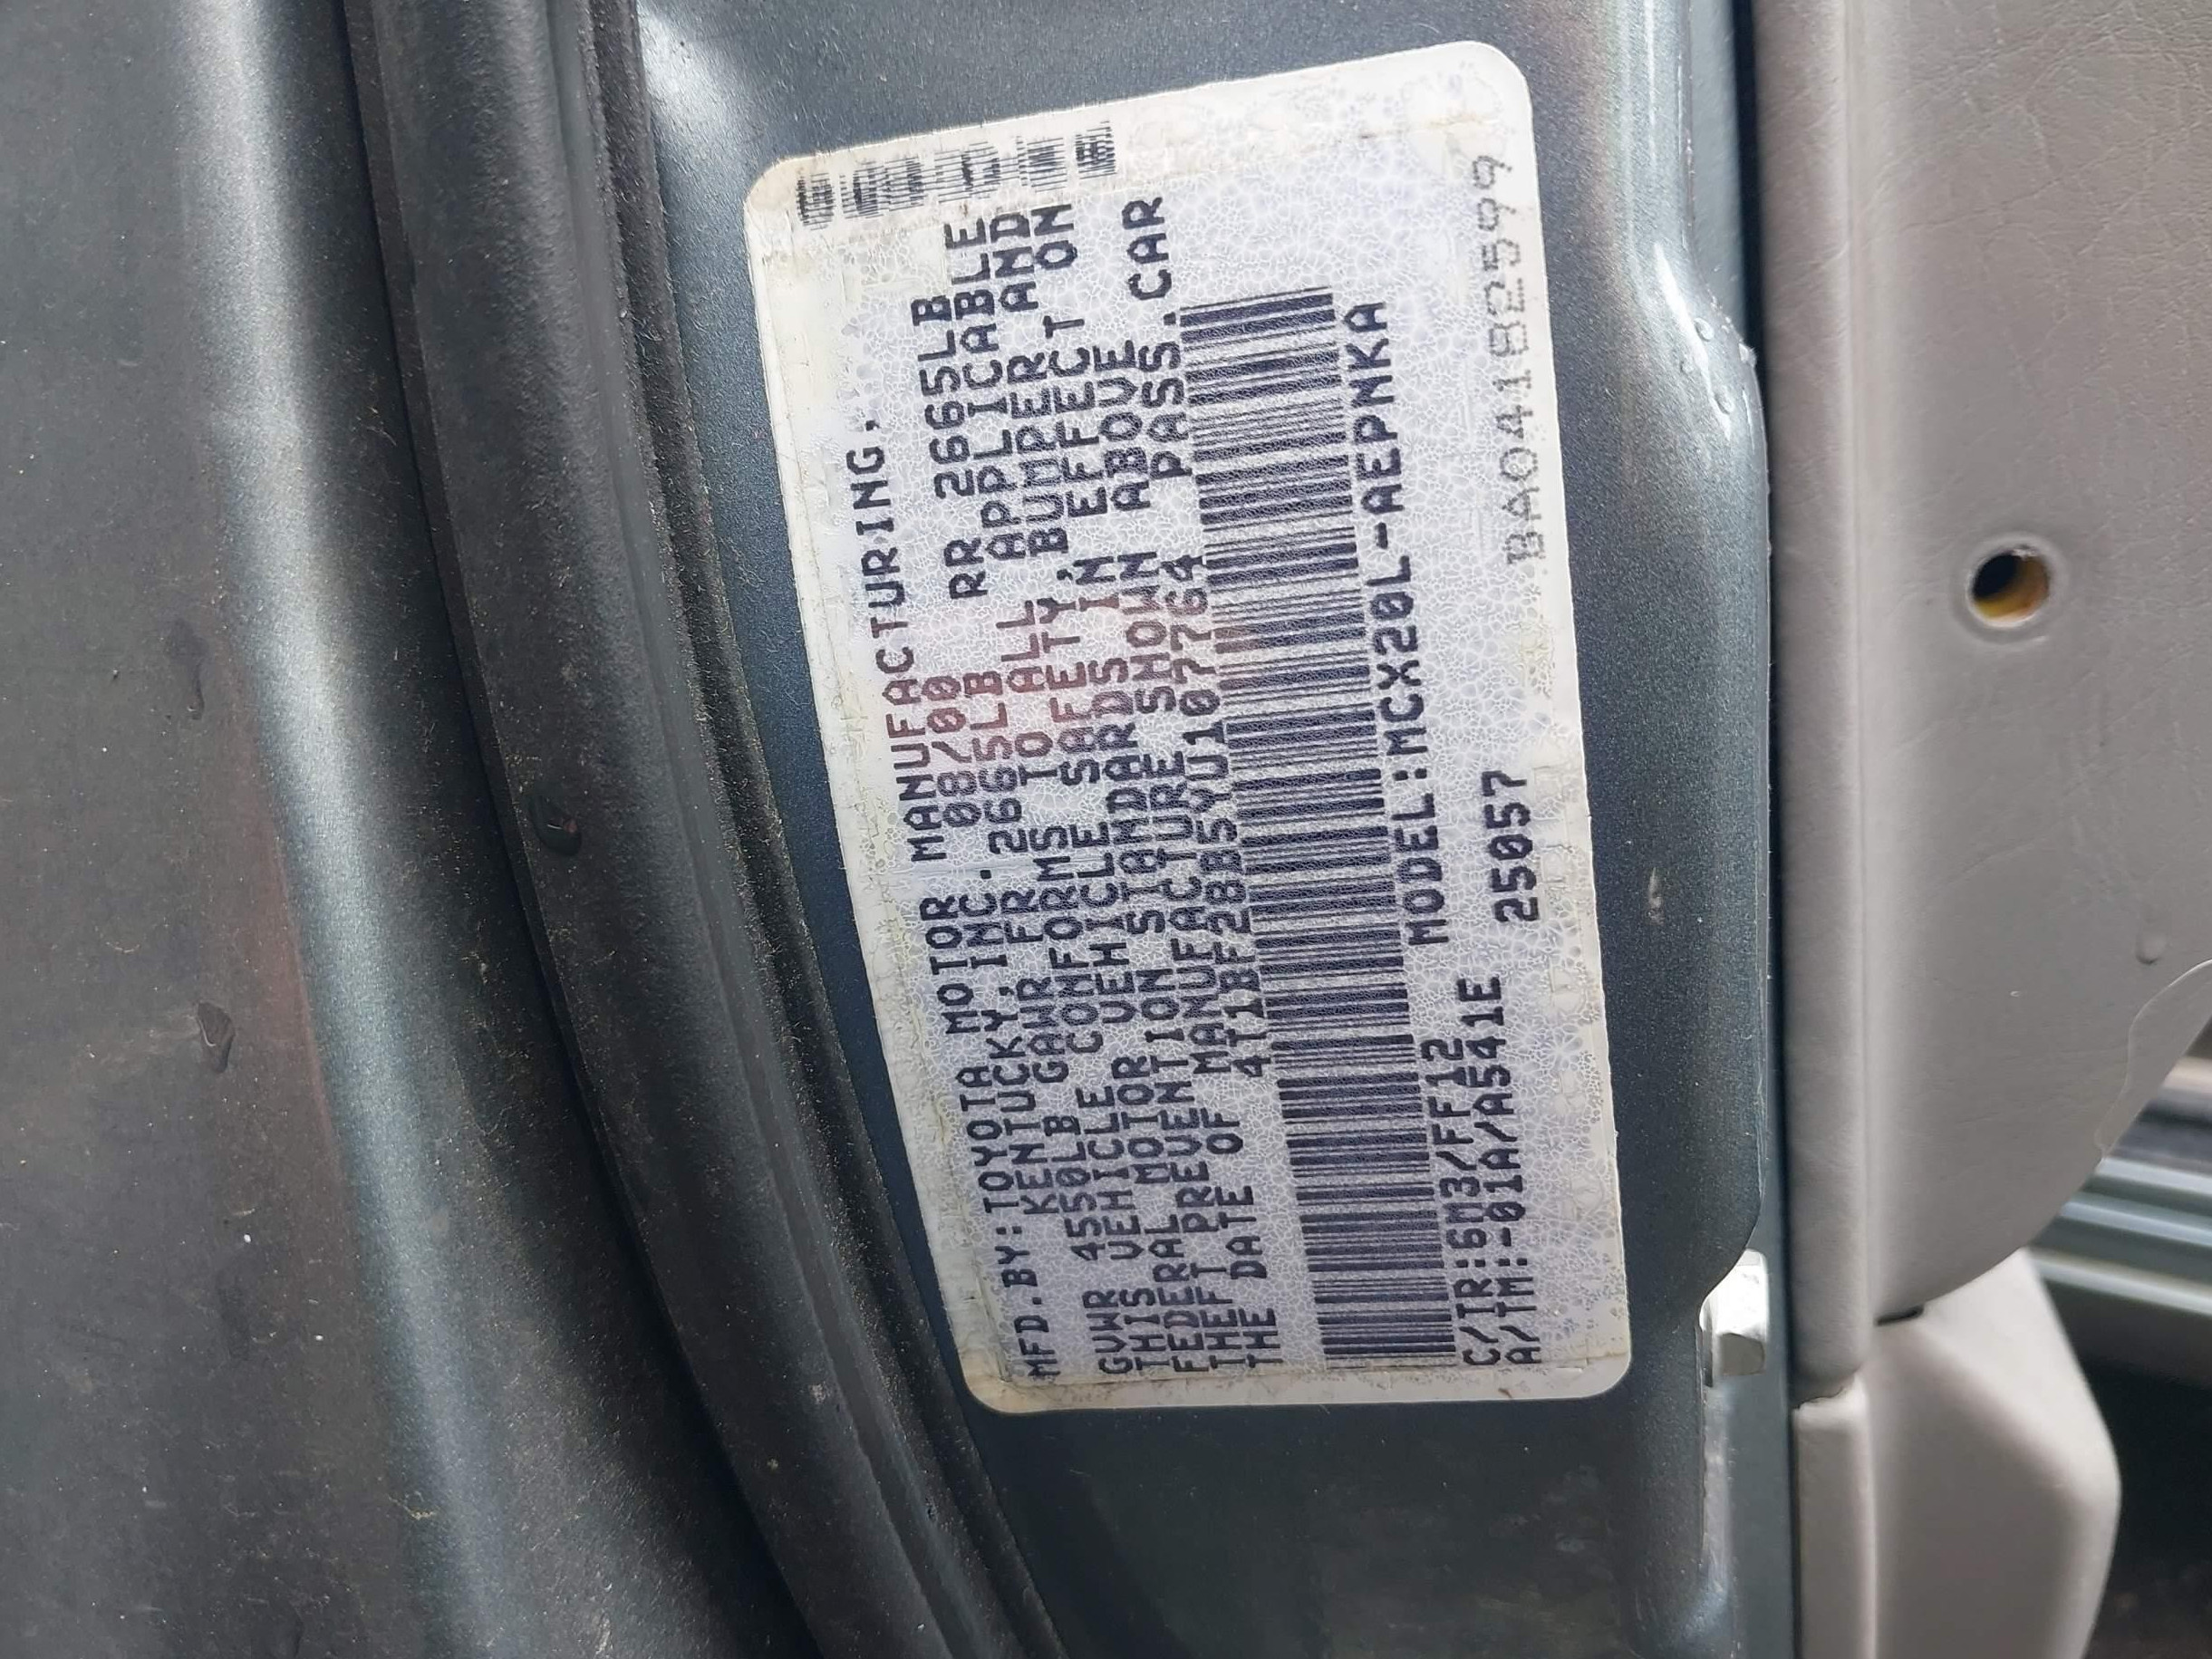 MFD.BY:TOYOTA MOTOR MANUFACTURING,
KENTUCKY,INC. 08/00
GVWR 4550LB GAWR FR 2665LB RR 2665LB
THIS VEHICLE CONFORMS TO ALL APPLICABLE
FEDERAL MOTOR VEHICLE SAFETY,BUMPER AND
THEFT PREVENTION STANDARDS IN EFFECT ON
THE DATE OF MANUFACTURE SHOWN ABOVE.
4T1BF28B5YU107764 PASS.CAR
MODEL:MCX20L-AEPNKA
C/TR:6M3/FF12
A/TM:-01A/A541E 25057
BA04182599